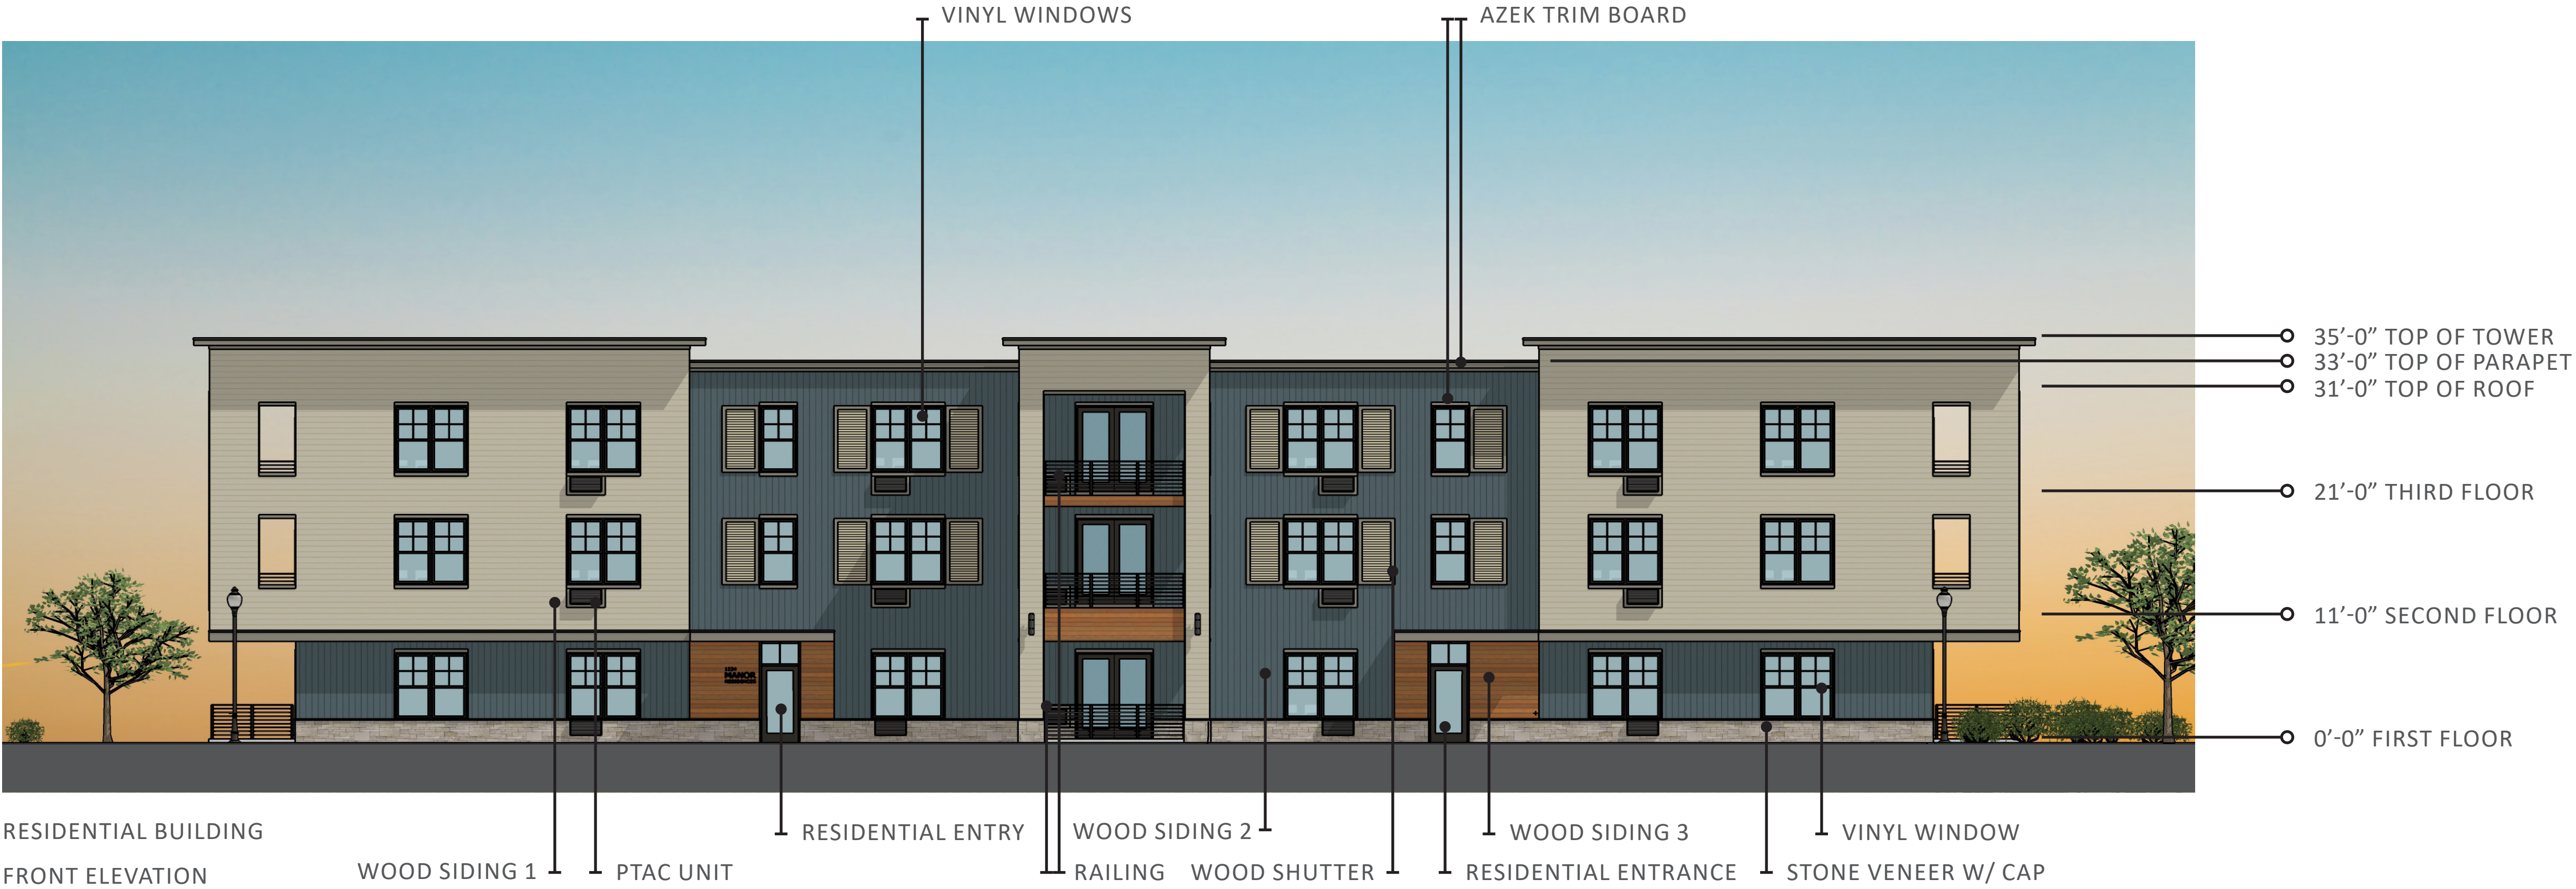 VINYL WINDOWS
AZEK TRIM BOARD
35’-0” TOP OF TOWER
33’-0” TOP OF PARAPET
31’-0” TOP OF ROOF
21’-0” THIRD FLOOR
11’-0” SECOND FLOOR
MANOR
0’-0” FIRST FLOOR
RESIDENTIAL BUILDING
RESIDENTIAL ENTRY
WOOD SIDING 2
WOOD SIDING 3
VINYL WINDOW
FRONT ELEVATION
WOOD SIDING 1
PTAC UNIT
RAILING
WOOD SHUTTER
RESIDENTIAL ENTRANCE
STONE VENEER W/ CAP